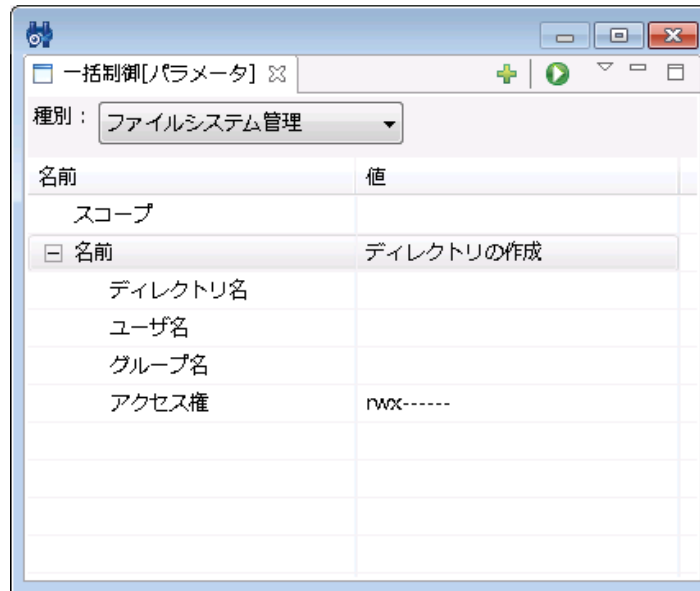 一括制御[パラメータ]
種別：ファイルシステム管理
名前 値
スコープ
名前 ディレクトリの作成
ディレクトリ名
ユーザ名
グループ名
アクセス権 rwx------